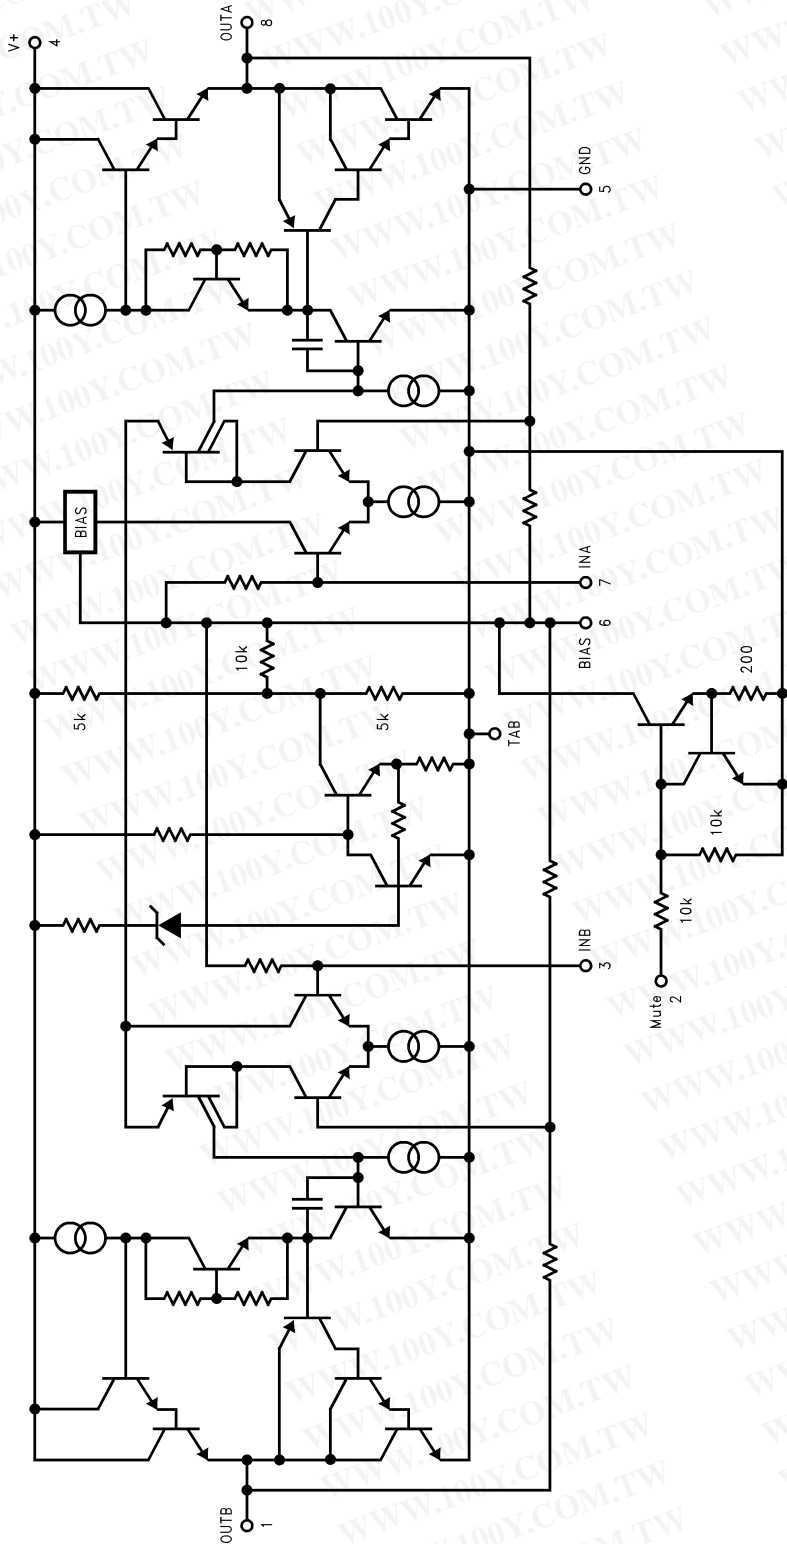 V+
4
OUTA
8
GND
5
BIAS
INA
7
BIAS
6
10k
5k
5k
TAB
200
10k
10k
Mute
2
INB
3
OUTB
1
WWW.100Y.COM.TW